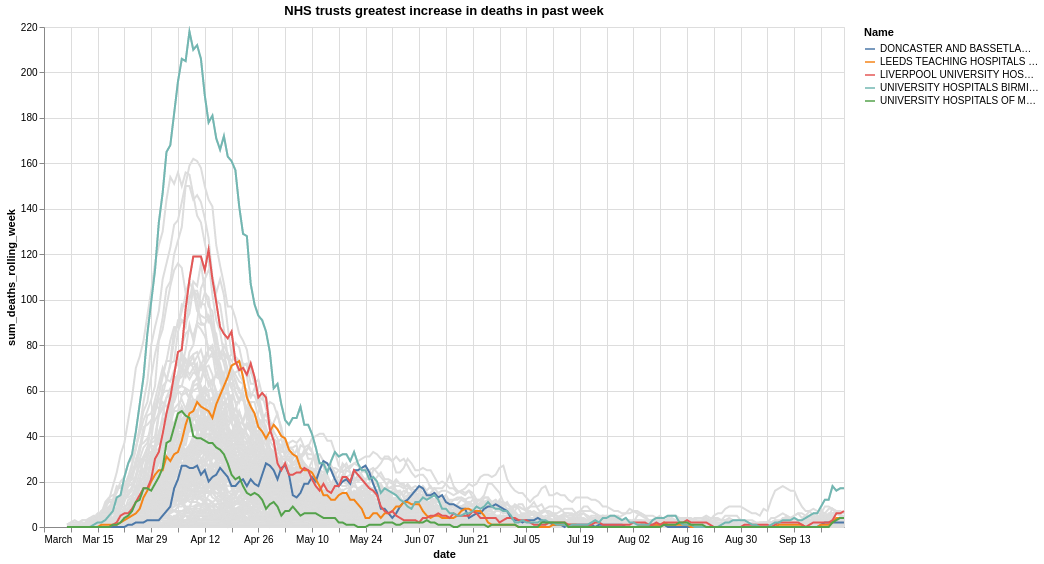 NHS trusts greatest increase in deaths in past week
220
200
180
160
140
120
100
80
60
40
20
0
sum_deaths_rolling_week
March Mar 15 Mar 29 Apr 12 Apr 26 May 10 May 24 Jun 07 Jun 21 Jul 05 Jul 19 Aug 02 Aug 16 Aug 30 Sep 13
date
Name
DONCASTER AND BASSETLA…
LEEDS TEACHING HOSPITALS …
LIVERPOOL UNIVERSITY HOS…
UNIVERSITY HOSPITALS BIRMI…
UNIVERSITY HOSPITALS OF M…